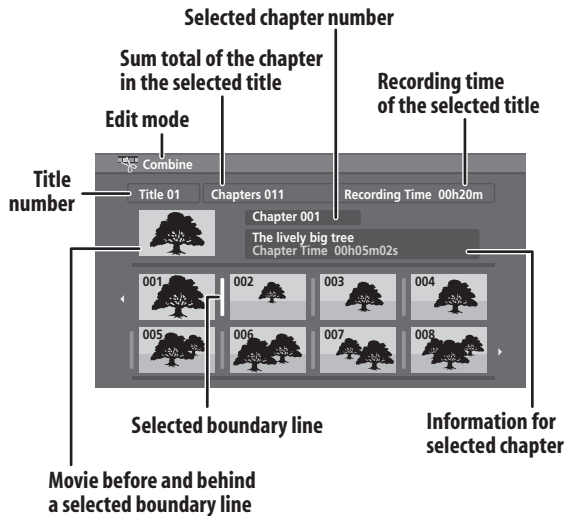 Selected chapter number
Sum total of the chapter
in the selected title
Recording time
of the selected title
Edit mode
Combine
Title
number
Title 01
Chapters 011
Recording Time 00h20m
Chapter 001
The lively big tree
Chapter Time 00h05m02s
001
002
003
004
005
006
007
008
Selected boundary line
Information for
selected chapter
Movie before and behind
a selected boundary line